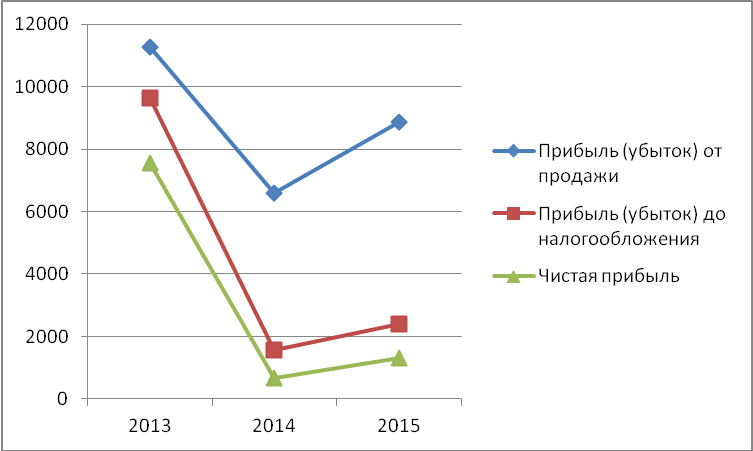 12000
10000
8000
6000
4000
2000
0
2013 2014 2015
Прибыль (убыток) от
продажи
Прибыль (убыток) до
налогообложения
Чистая прибыль